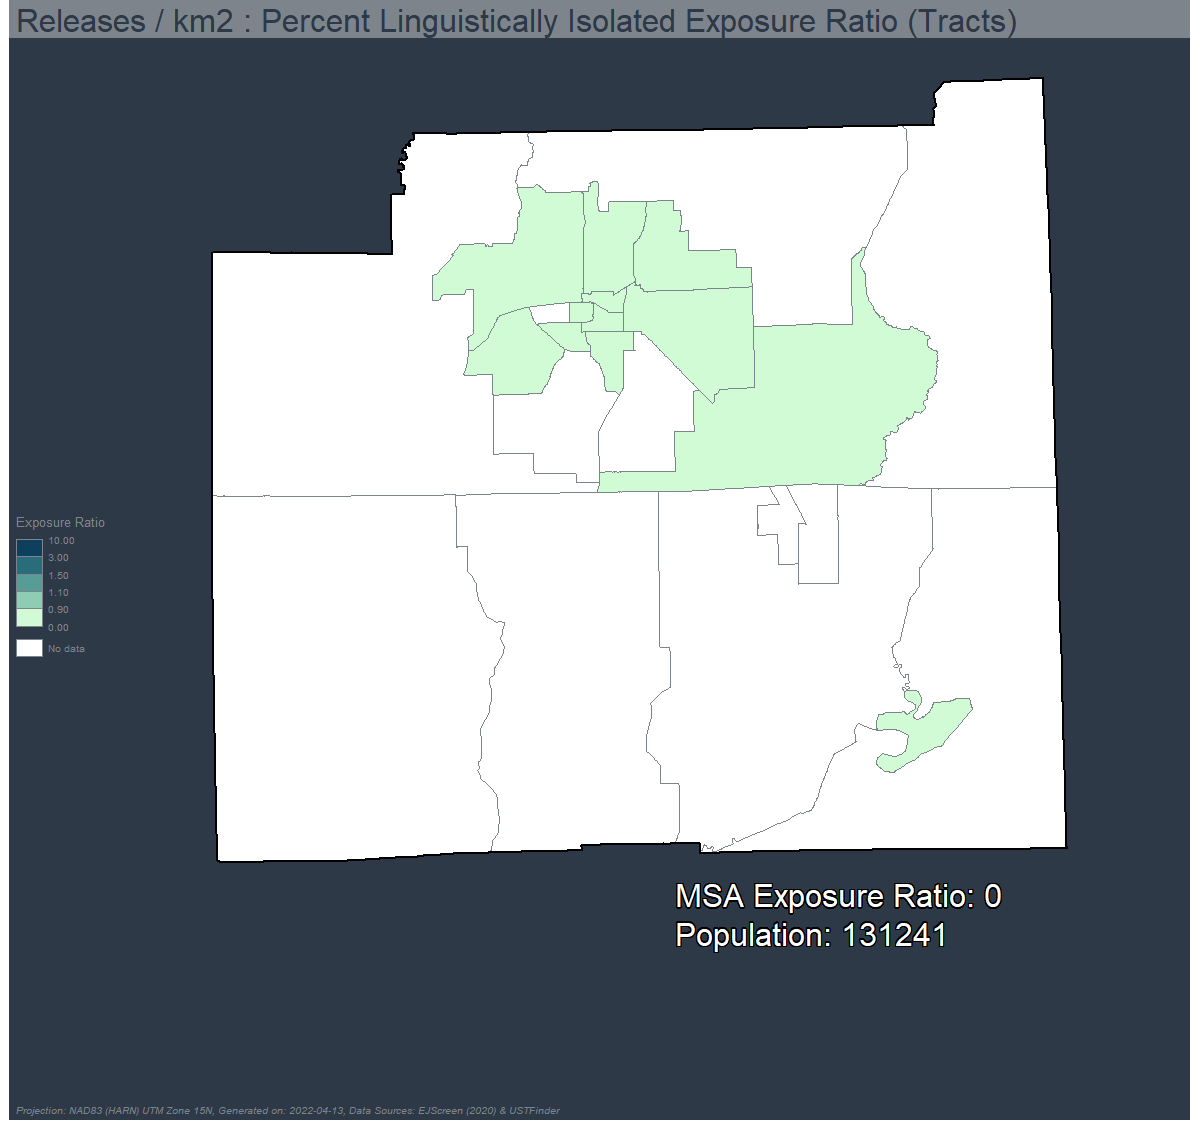 Releases / km2 : Percent Linguistically Isolated Exposure Ratio (Tracts)
Exposure Ratio
10.00
3.00
1.50
1.10
0.90
0.00
No data
MSA Exposure Ratio: 0
Population: 131241
Projection: NAD83 (HARN) UTM Zone 15N, Generated on: 2022-04-13, Data Sources: EJScreen (2020) & USTFinder